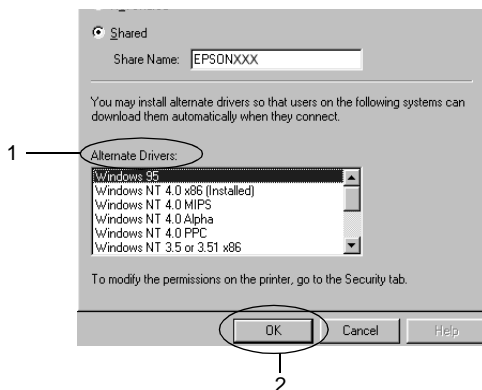 Shared
Share Name: EPSONXXX
You may install alternate drivers so that users on the following systems can
download them automatically when they connect.
1
Alternate Drivers:
Windows 95
Windows NT 4.0 x86 (Installed)
Windows NT 4.0 MIPS
Windows NT 4.0 Alpha
Windows NT 4.0 PPC
Windows NT 3.5 or 3.51 x86
To modify the permissions on the printer, go to the Security tab.
OK Cancel Help
2